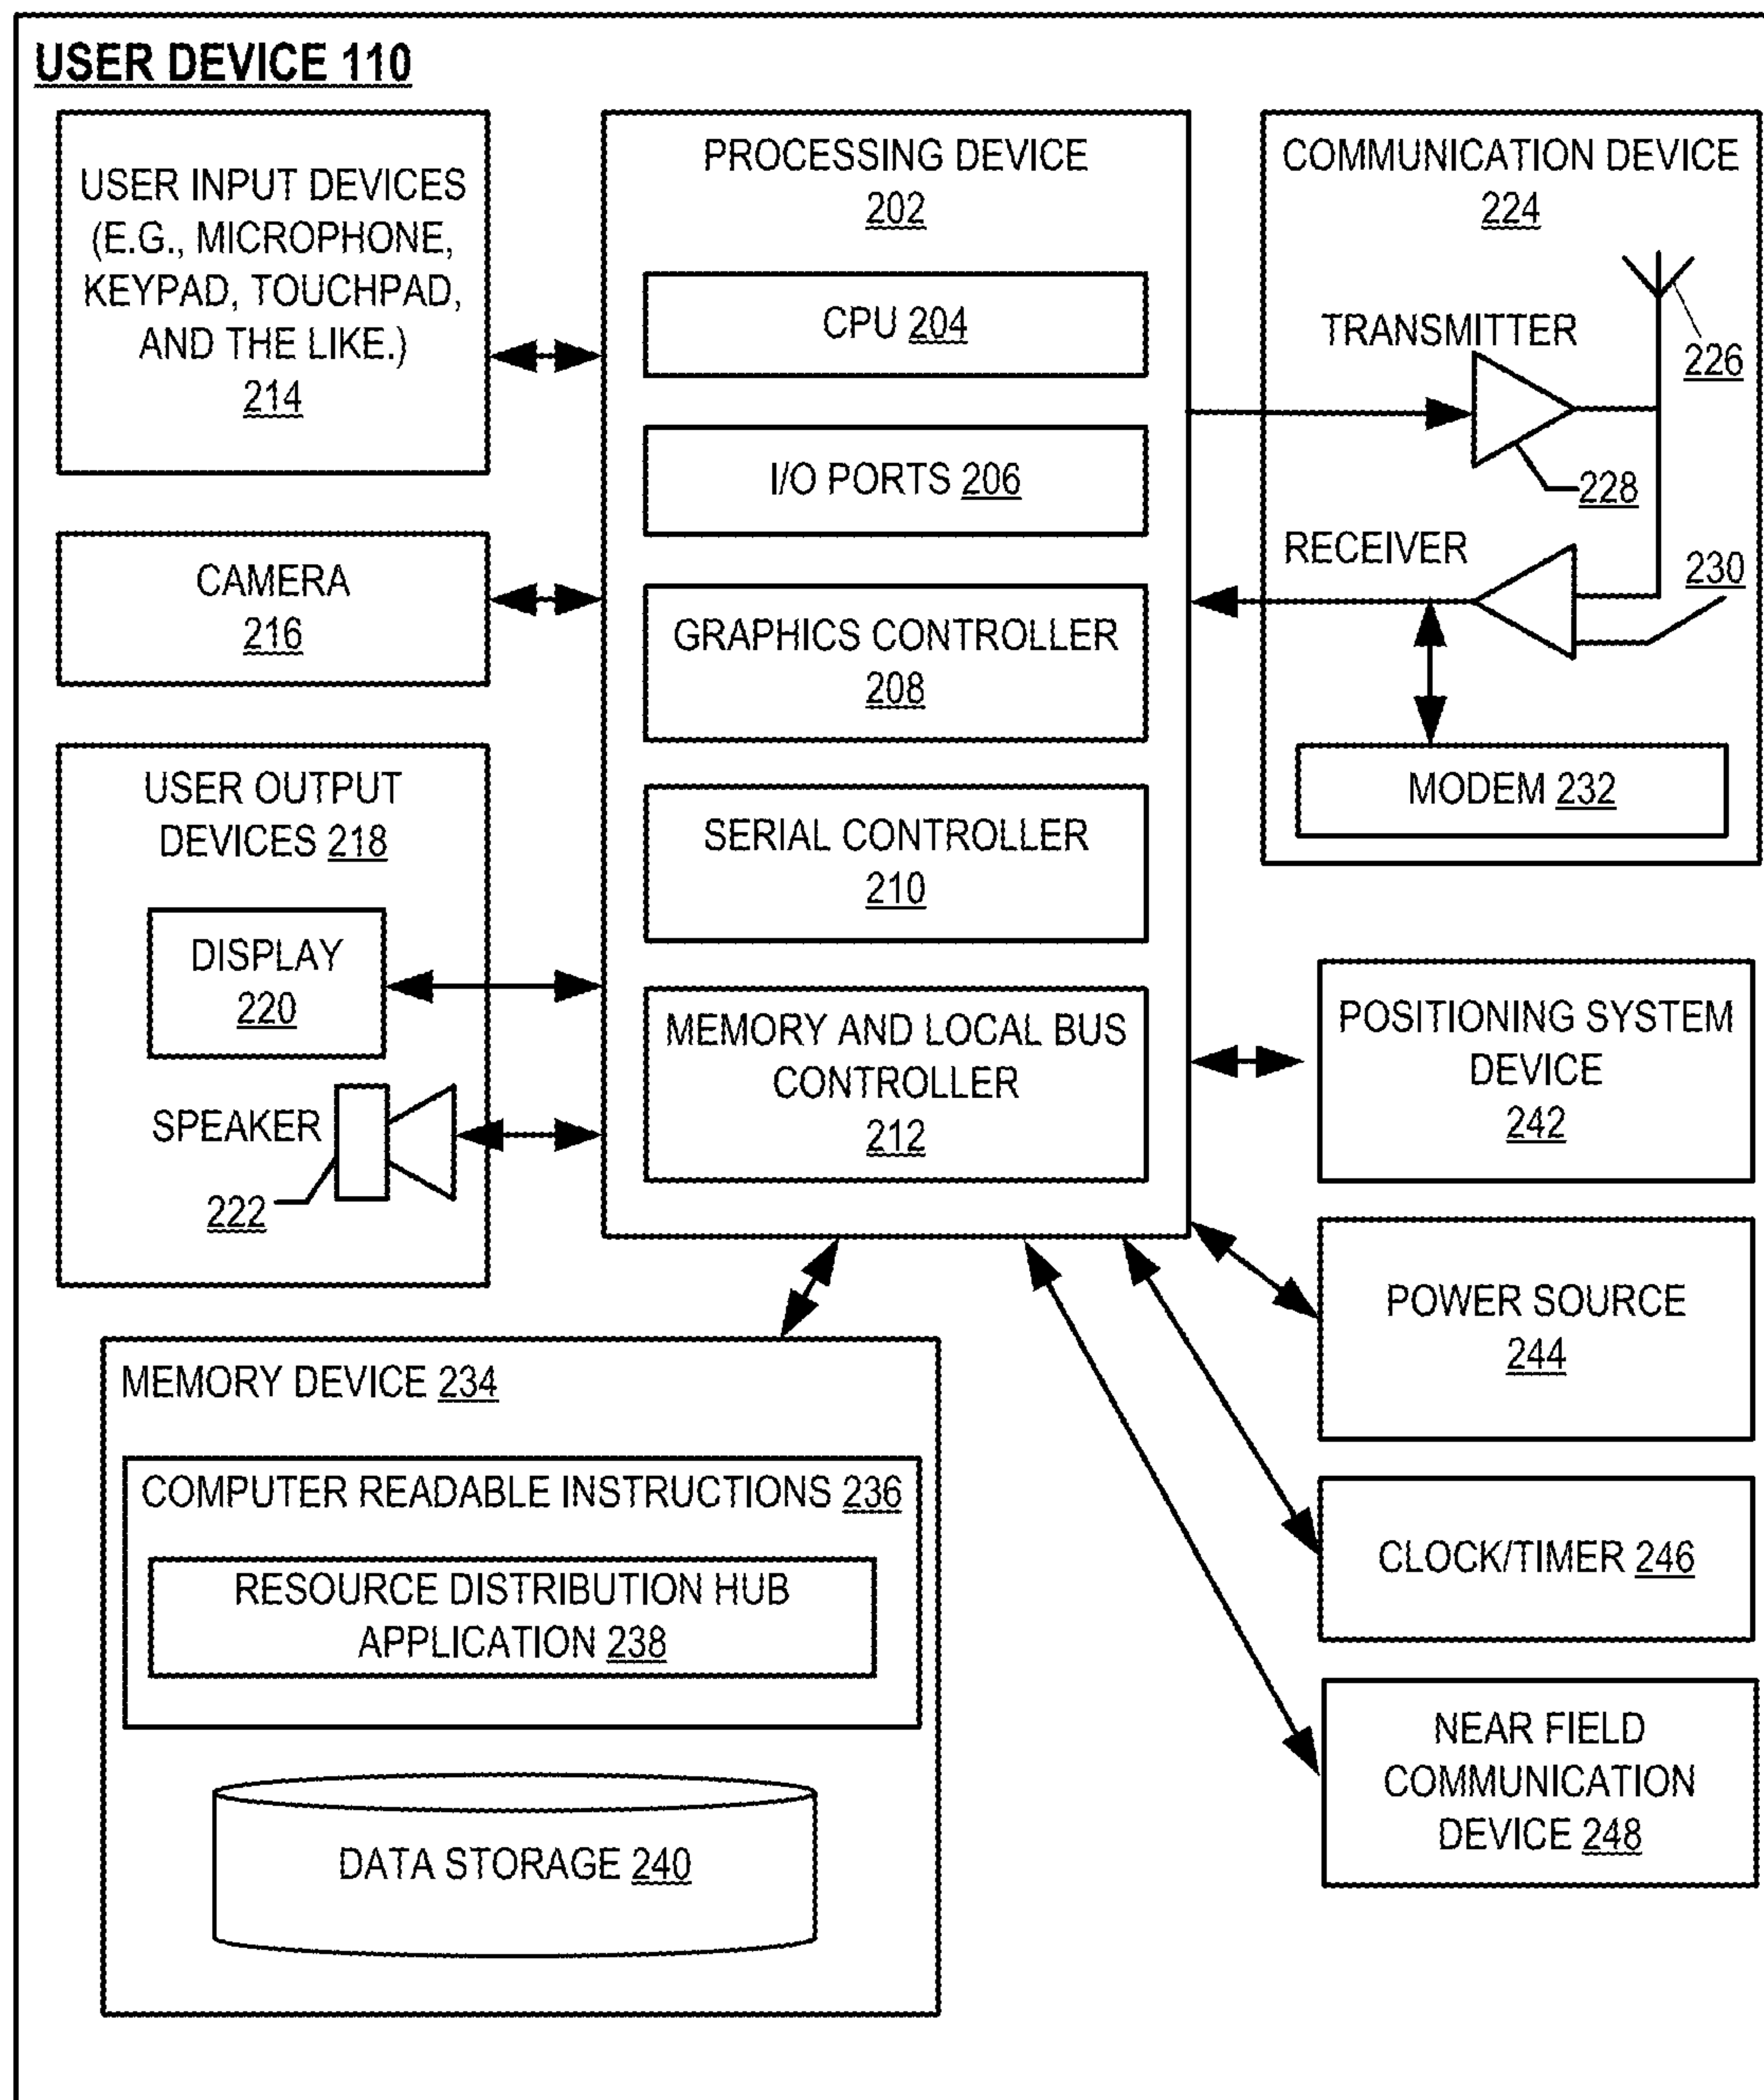 USER DEVICE 110
USER INPUT DEVICES
(E.G., MICROPHONE,
KEYPAD, TOUCHPAD,
AND THE LIKE.)
214
CAMERA
216
USER OUTPUT
DEVICES 218
DISPLAY
220
SPEAKER
222
PROCESSING DEVICE
202
CPU 204
I/O PORTS 206
GRAPHICS CONTROLLER
208
SERIAL CONTROLLER
210
MEMORY AND LOCAL BUS
CONTROLLER
212
COMMUNICATION DEVICE
224
226
TRANSMITTER
228
RECEIVER
230
MODEM 232
POSITIONING SYSTEM
DEVICE
242
POWER SOURCE
244
CLOCK/TIMER 246
NEAR FIELD
COMMUNICATION
DEVICE 248
MEMORY DEVICE 234
COMPUTER READABLE INSTRUCTIONS 236
RESOURCE DISTRIBUTION HUB
APPLICATION 238
DATA STORAGE 240